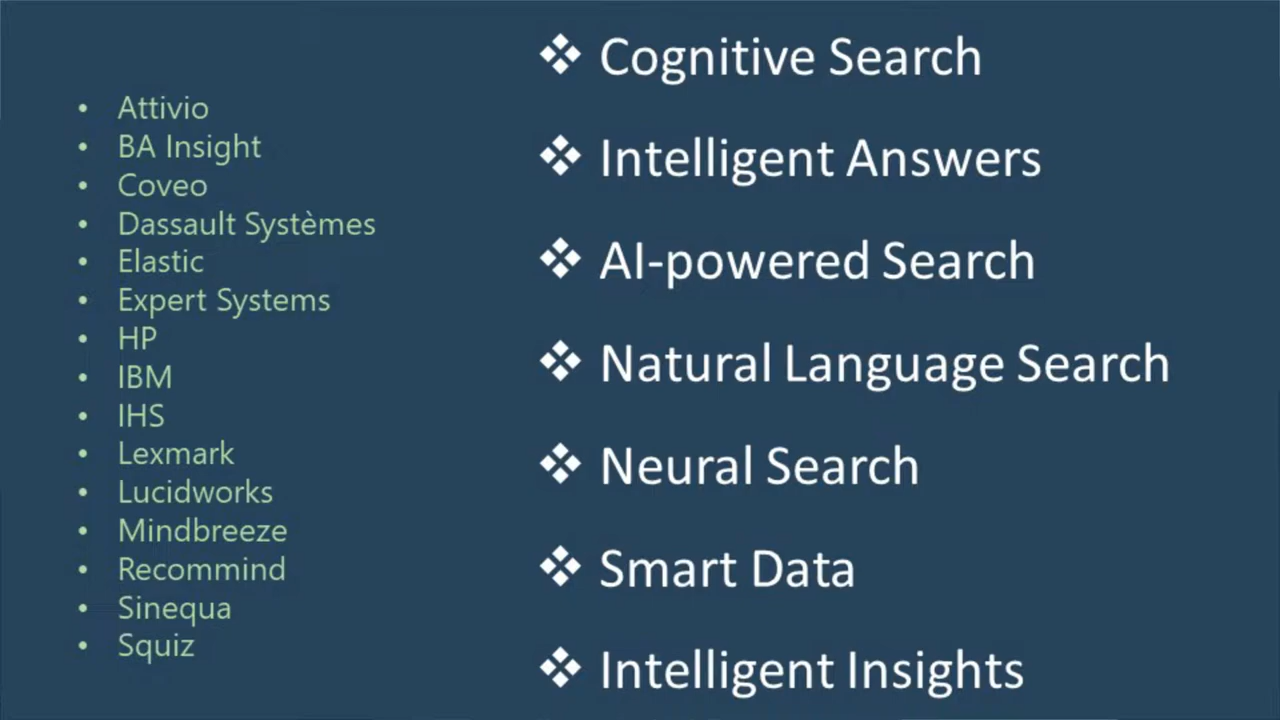 • Attivio
• BA Insight
• Coveo
• Dassault Systèmes
• Elastic
• Expert Systems
• HP
• IBM
• IHS
• Lexmark
• Lucidworks
• Mindbreeze
• Recommind
• Sinequa
• Squiz
❖ Cognitive Search
❖ Intelligent Answers
❖ AI-powered Search
❖ Natural Language Search
❖ Neural Search
❖ Smart Data
❖ Intelligent Insights